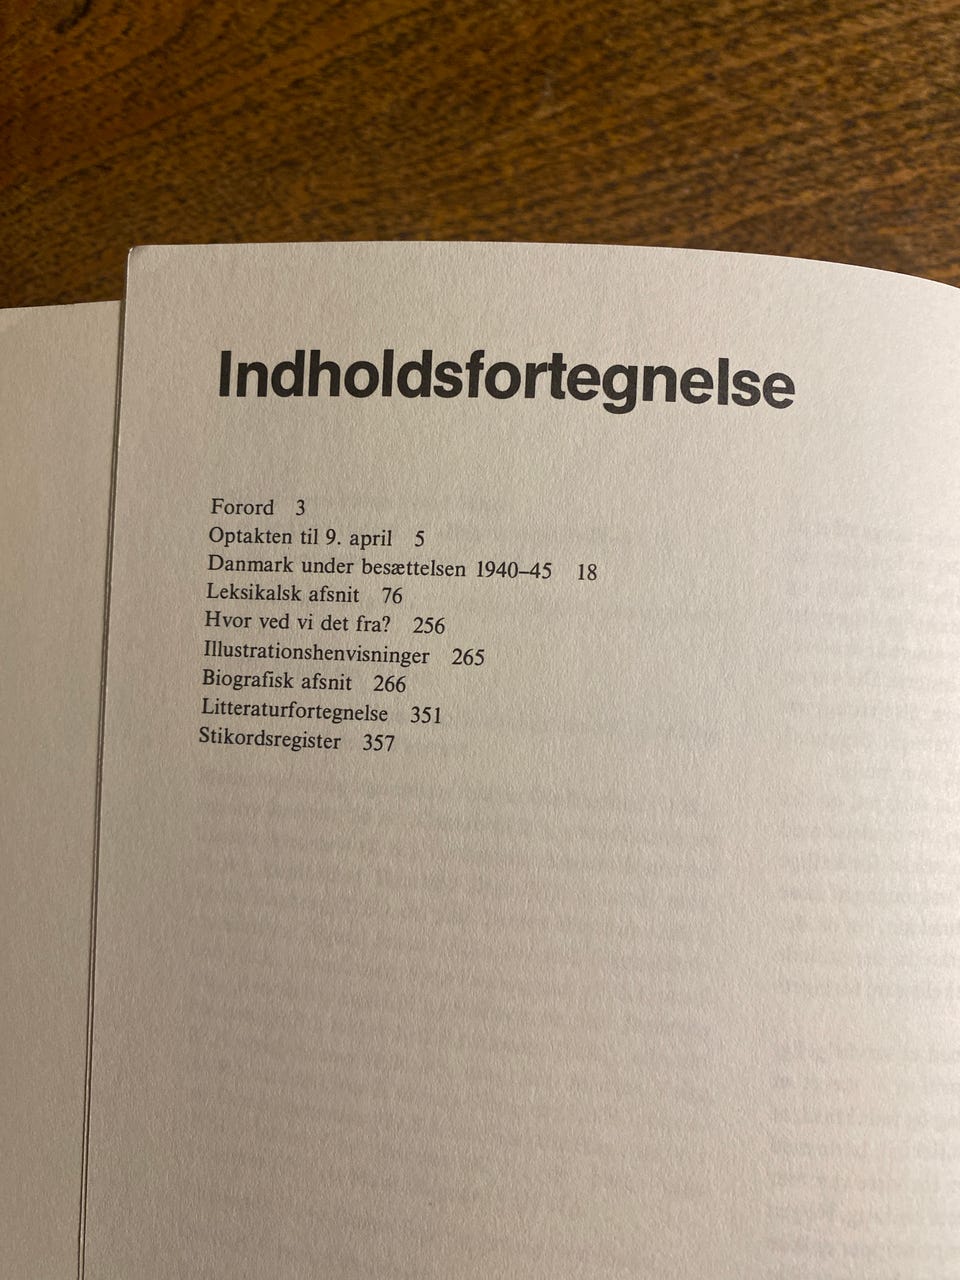 Indholdsfortegnelse
Forord 3
Optakten til 9. april 5
Danmark under besættelsen 1940–45 18
Leksikalsk afsnit 76
Hvor ved vi det fra? 256
Illustrationshenvisninger 265
Biografisk afsnit 266
Litteraturfortegnelse 351
Stikordsregister 357